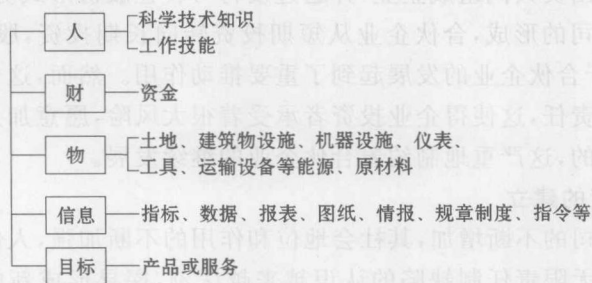 人
科学技术知识
工作技能
财
资金
物
土地、建筑物设施、机器设施、仪表、
工具、运输设备等能源、原材料
信息
指标、数据、报表、图纸、情报、规章制度、指令等
目标
产品或服务